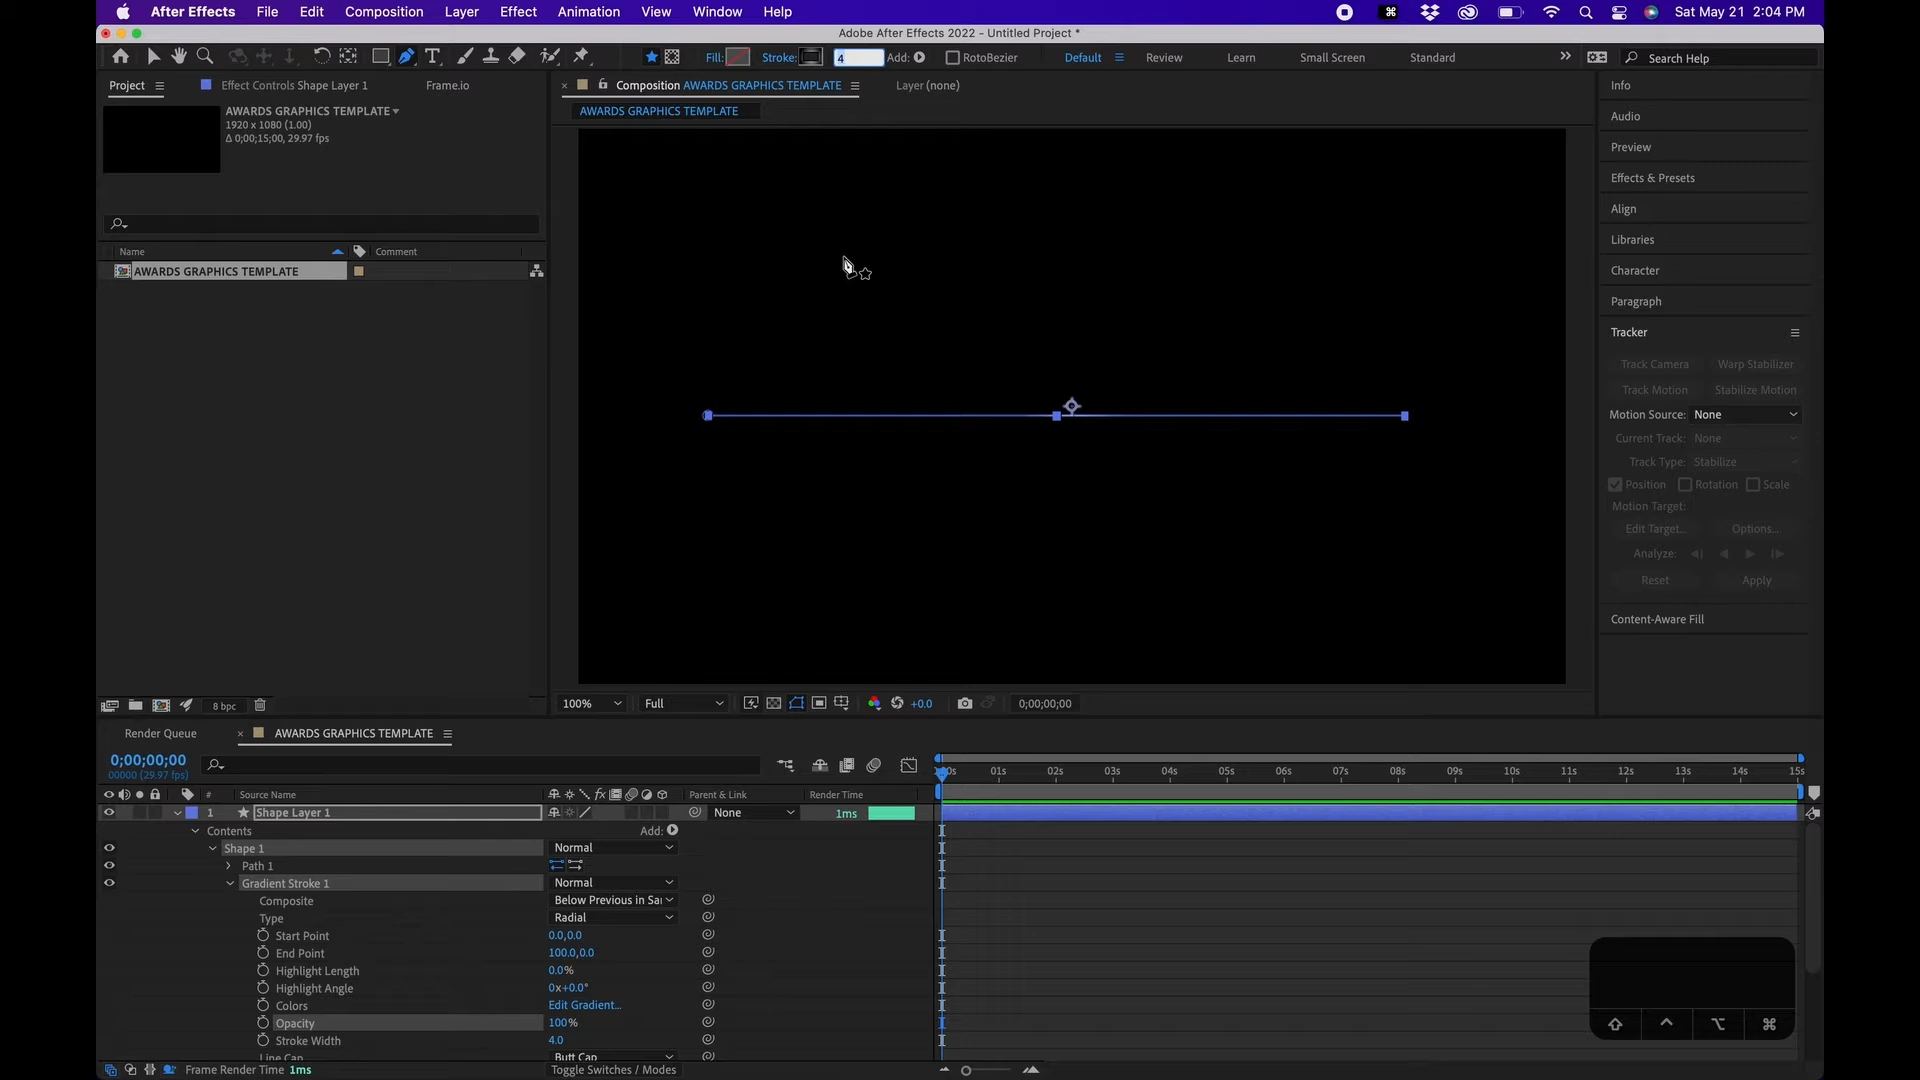 After Effects File Edit Composition Layer Effect Animation View Window Help Sat May 21 2:04 PM
Adobe After Effects 2022 - Untitled Project *
Fill: Stroke: 4 Add: RotoBezier Default Review Learn Small Screen Standard Search Help
Project Effect Controls Shape Layer 1 Frame.io Composition AWARDS GRAPHICS TEMPLATE Layer (none) Info
AWARDS GRAPHICS TEMPLATE AWARDS GRAPHICS TEMPLATE Audio
1920 x 1080 (1.00)
Δ 0;00;15;00, 29.97 fps
Preview
Effects & Presets
Align
Libraries
Name Comment
AWARDS GRAPHICS TEMPLATE Character
Paragraph
Tracker
Track Camera Warp Stabilizer
Track Motion Stabilize Motion
Motion Source: None
Current Track: None
Track Type: Stabilize
Position Rotation Scale
Motion Target:
Edit Target... Options...
Analyze:
Reset Apply
Content-Aware Fill
8 bpc 100% Full +0.0 0;00;00;00
Render Queue AWARDS GRAPHICS TEMPLATE
0;00;00;00
00000 (29.97 fps)
01s 02s 03s 04s 05s 06s 07s 08s 09s 10s 11s 12s 13s 14s 15s
# Source Name fx Parent & Link Render Time
1 Shape Layer 1 None 1ms
Contents Add:
Shape 1 Normal
Path 1
Gradient Stroke 1 Normal
Composite Below Previous in Sa
Type Radial
Start Point 0.0,0.0
End Point 100.0,0.0
Highlight Length 0.0%
Highlight Angle 0x+0.0°
Colors Edit Gradient...
Opacity 100%
Stroke Width 4.0
Line Cap Butt Cap
Frame Render Time 1ms Toggle Switches / Modes